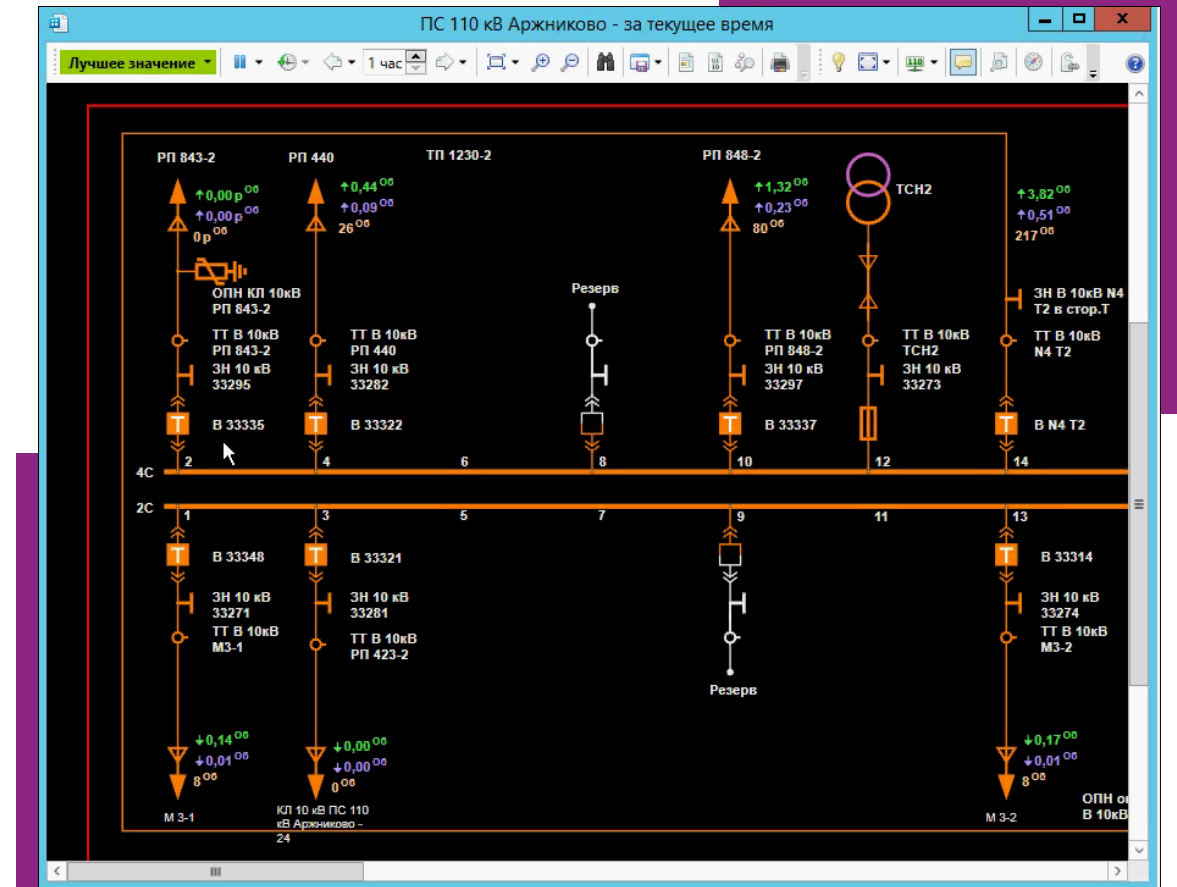 ПС 110 кВ Аржниково - за текущее время
Лучшее значение
1 час
РП 843-2
РП 440
ТП 1230-2
РП 848-2
↑0,00 р Об
↑0,00 р Об
0 р Об
↑0,44 Об
↑0,09 Об
26 Об
↑1,32 Об
↑0,23 Об
80 Об
ТСН2
↑3,82 Об
↑0,51 Об
217 Об
ОПН КЛ 10кВ
РП 843-2
Резерв
ЗН В 10кВ N4
Т2 в стор.Т
ТТ В 10кВ
РП 843-2
ЗН 10 кВ
33295
ТТ В 10кВ
РП 440
ЗН 10 кВ
33282
ТТ В 10кВ
РП 848-2
ЗН 10 кВ
33297
ТТ В 10кВ
ТСН2
ЗН 10 кВ
33273
ТТ В 10кВ
N4 Т2
Т В 33335
Т В 33322
Т В 33337
Т В N4 Т2
4С 2 4 6 8 10 12 14
2С 1 3 5 7 9 11 13
Т В 33348
Т В 33321
Т В 33314
ЗН 10 кВ
33271
ТТ В 10кВ
М3-1
ЗН 10 кВ
33281
ТТ В 10кВ
РП 423-2
ЗН 10 кВ
33274
ТТ В 10кВ
М3-2
Резерв
↓0,14 Об
↓0,01 Об
8 Об
↓0,00 Об
↓0,00 Об
0 Об
↓0,17 Об
↓0,01 Об
8 Об
М 3-1
КЛ 10 кВ ПС 110
кВ Аржниково -
24
М 3-2
ОПН
В 10кВ